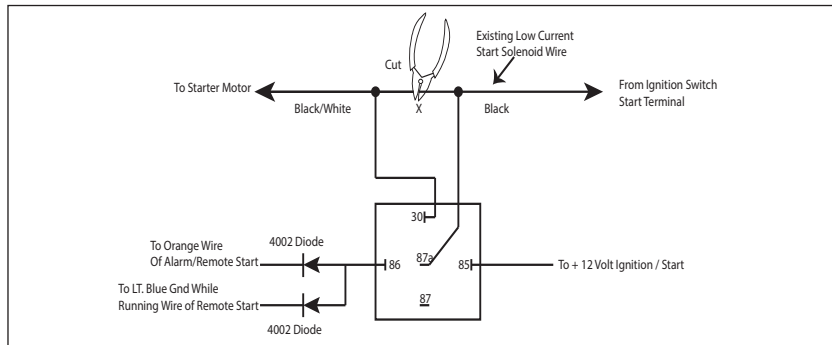 Cut
Existing Low Current
Start Solenoid Wire
To Starter Motor
From Ignition Switch
Start Terminal
Black/White
X
Black
30
To Orange Wire
Of Alarm/Remote Start
4002 Diode
86
87a
85
To + 12 Volt Ignition / Start
To LT. Blue Gnd While
Running Wire of Remote Start
87
4002 Diode